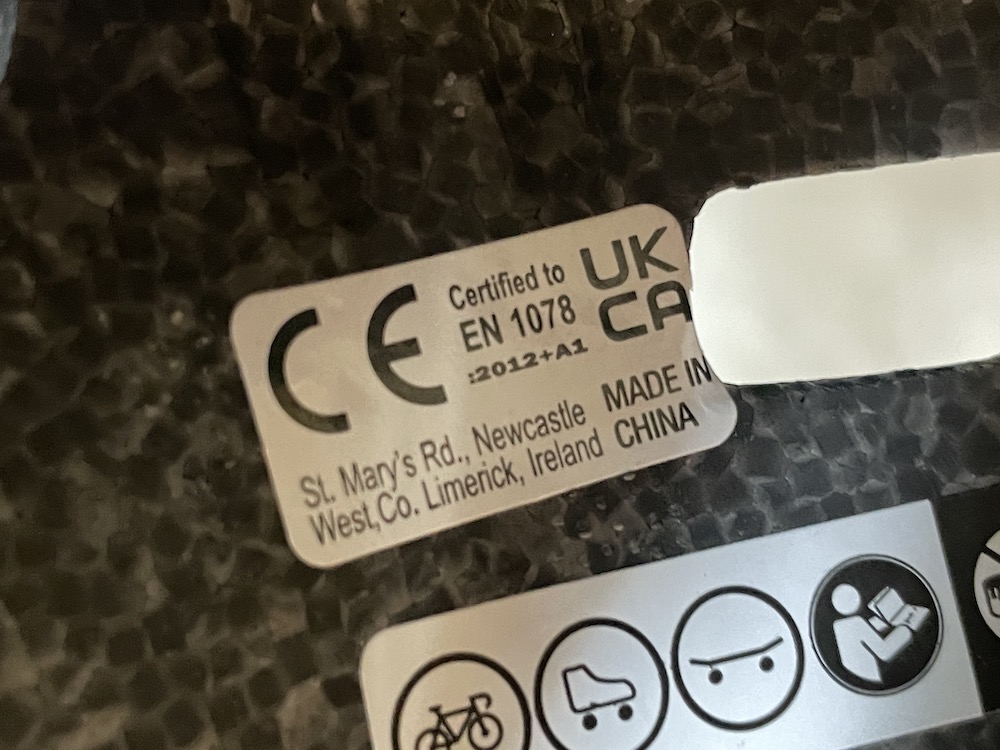 CE
Certified to
EN 1078
:2012+A1
UK
CA
MADE IN
CHINA
St. Mary's Rd., Newcastle
West,Co. Limerick, Ireland